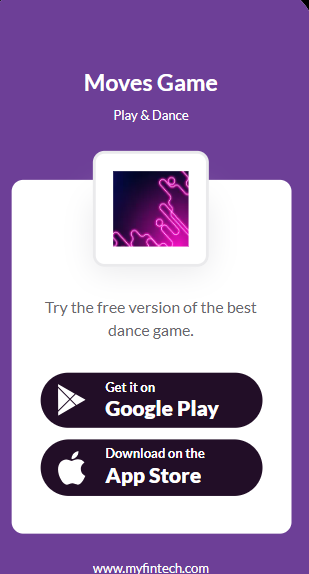 Moves Game
Play & Dance
Try the free version of the best
dance game.
Get it on
Google Play
Download on the
App Store
www.myfintech.com